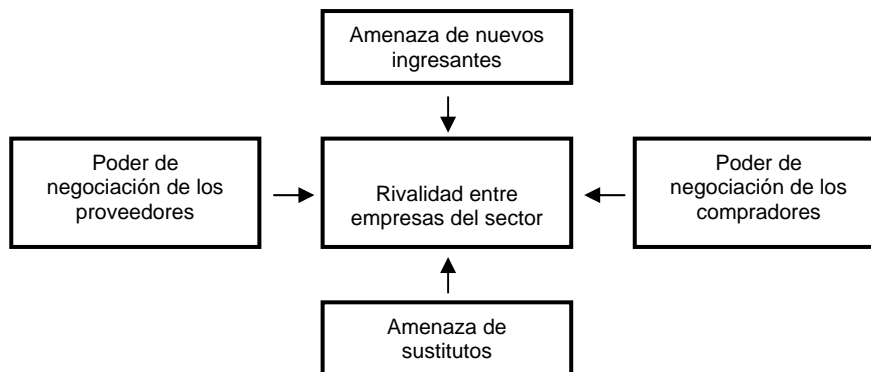 Amenaza de nuevos
ingresantes
Poder de
negociación de los
proveedores
Rivalidad entre
empresas del sector
Poder de
negociación de los
compradores
Amenaza de
sustitutos